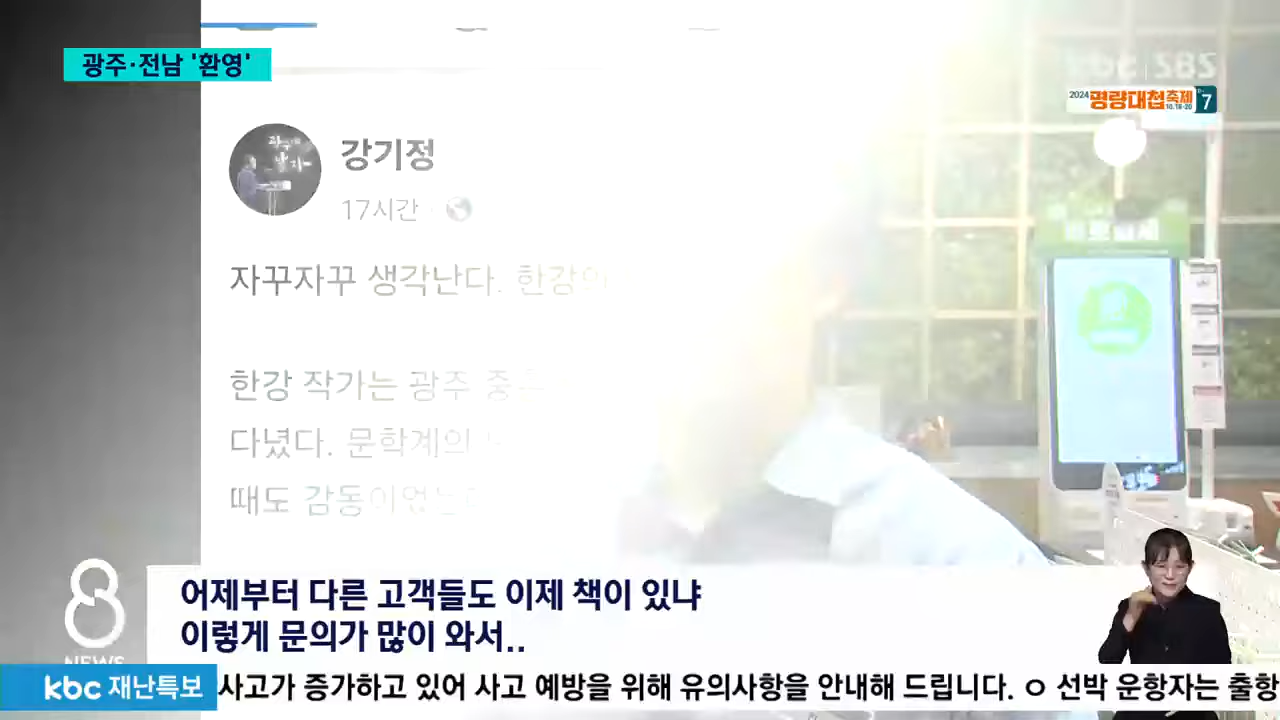 광주·전남 '환영'
kbc SBS
2024 명량대첩축제 10.18-20 D-7
강기정
17시간 ·
자꾸자꾸 생각난다. 한강의
한강 작가는 광주 중
다녔다. 문학계의
때도 감동이었는
어제부터 다른 고객들도 이제 책이 있냐
이렇게 문의가 많이 와서..
8 NEWS
kbc 재난특보 사고가 증가하고 있어 사고 예방을 위해 유의사항을 안내해 드립니다. ㅇ 선박 운항자는 출항